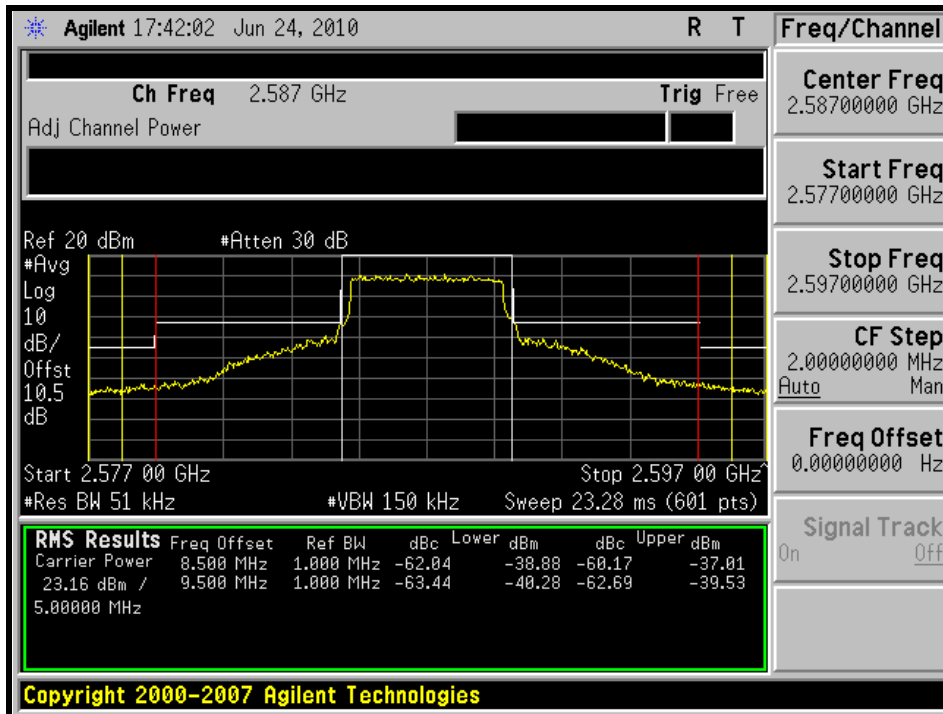 Agilent 17:42:02 Jun 24, 2010 R T
Freq/Channel
Ch Freq 2.587 GHz Trig Free
Adj Channel Power
Ref 20 dBm #Atten 30 dB
#Avg
Log
10
dB/
Offst
10.5
dB
Start 2.577 00 GHz Stop 2.597 00 GHz^
#Res BW 51 kHz #VBW 150 kHz Sweep 23.28 ms (601 pts)
RMS Results Freq Offset Ref BW dBc Lower dBm dBc Upper dBm
Carrier Power 8.500 MHz 1.000 MHz -62.04 -38.88 -60.17 -37.01
23.16 dBm / 9.500 MHz 1.000 MHz -63.44 -40.28 -62.69 -39.53
5.00000 MHz
Center Freq
2.58700000 GHz
Start Freq
2.57700000 GHz
Stop Freq
2.59700000 GHz
CF Step
2.00000000 MHz
Auto Man
Freq Offset
0.00000000 Hz
Signal Track
On Off
Copyright 2000-2007 Agilent Technologies